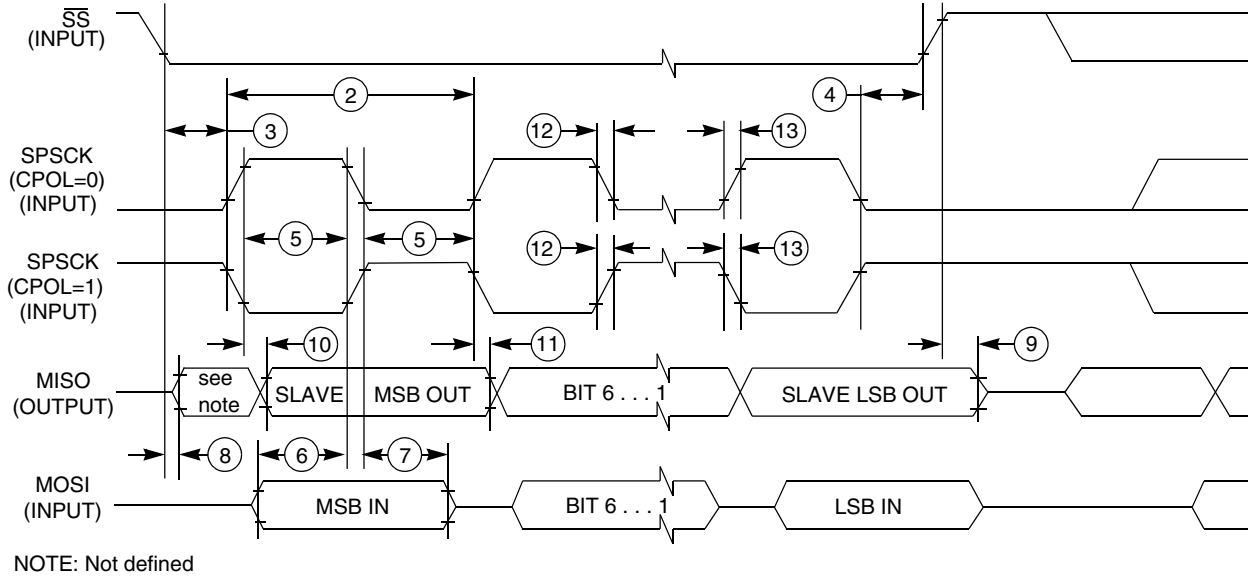 SS
(INPUT)
2
4
3
12
13
SPSCK
(CPOL=0)
(INPUT)
5
5
12
13
SPSCK
(CPOL=1)
(INPUT)
10
11
9
MISO
(OUTPUT)
see
note
SLAVE
MSB OUT
BIT 6 . . . 1
SLAVE LSB OUT
8
6
7
MOSI
(INPUT)
MSB IN
BIT 6 . . . 1
LSB IN
NOTE: Not defined